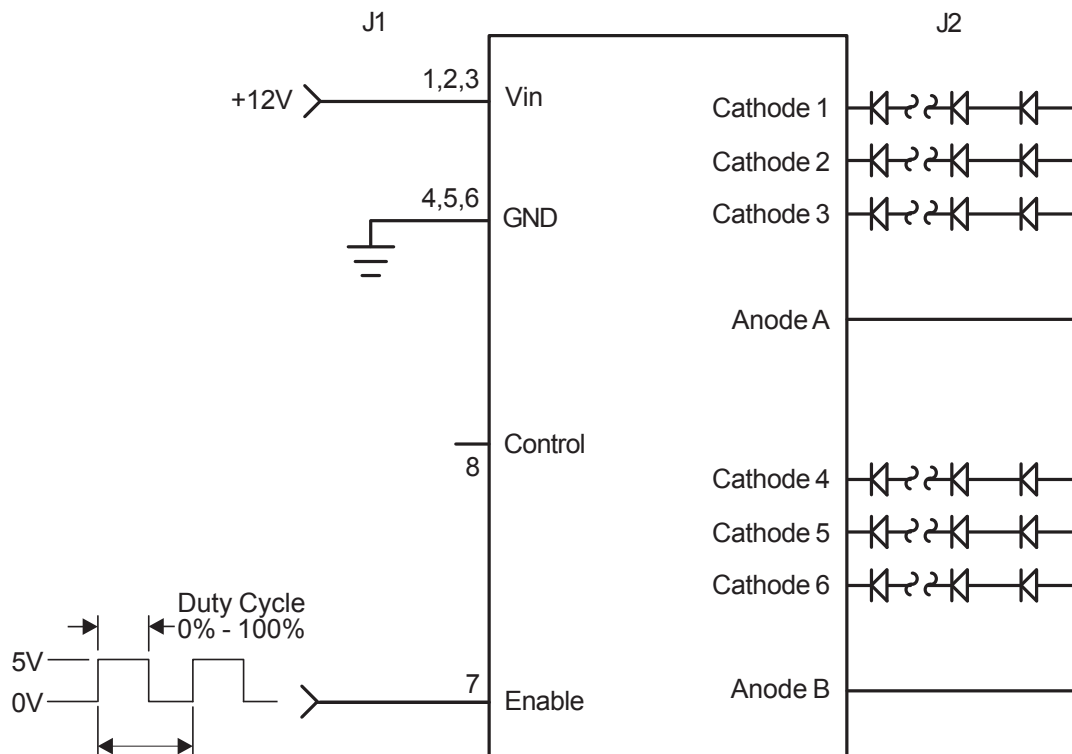 J1
J2
+12V
1,2,3
Vin
Cathode 1
Cathode 2
4,5,6
GND
Cathode 3
Anode A
Control
8
Cathode 4
Cathode 5
Cathode 6
Duty Cycle
0% - 100%
5V
0V
7
Enable
Anode B